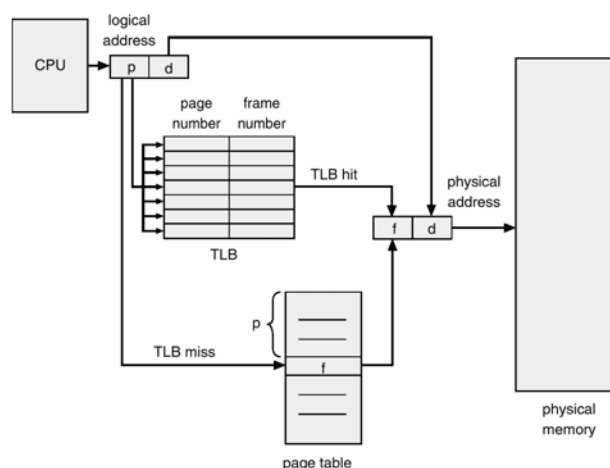 logical
address
CPU
p d
page
number
frame
number
TLB hit
TLB
physical
address
f d
p
TLB miss
f
physical
memory
page table